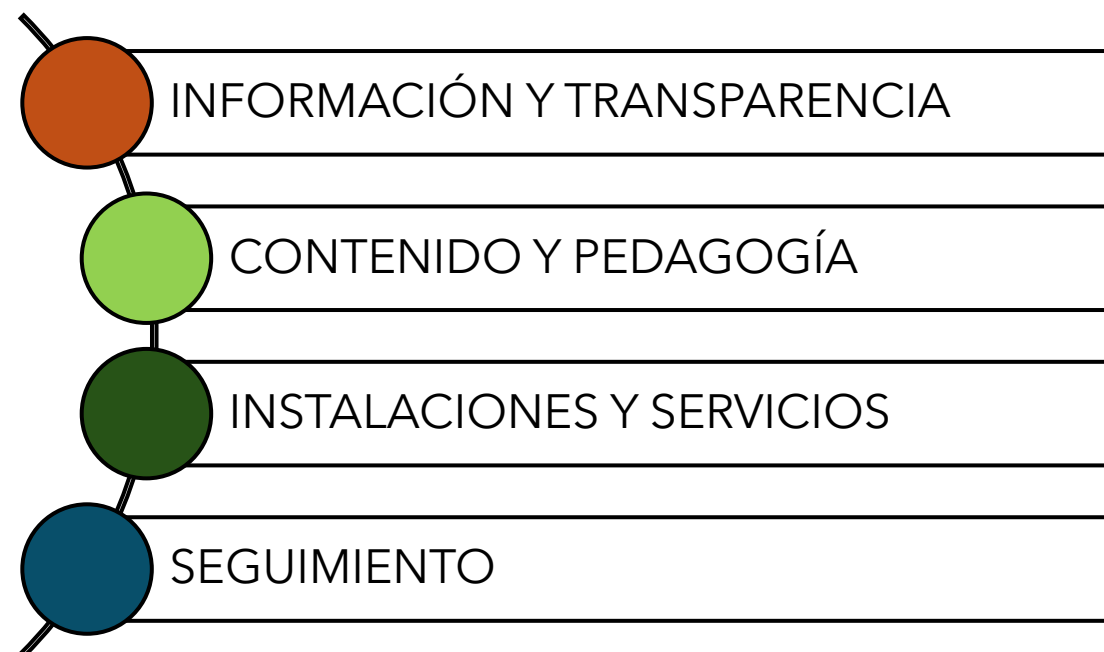 INFORMACIÓN Y TRANSPARENCIA
CONTENIDO Y PEDAGOGÍA
INSTALACIONES Y SERVICIOS
SEGUIMIENTO